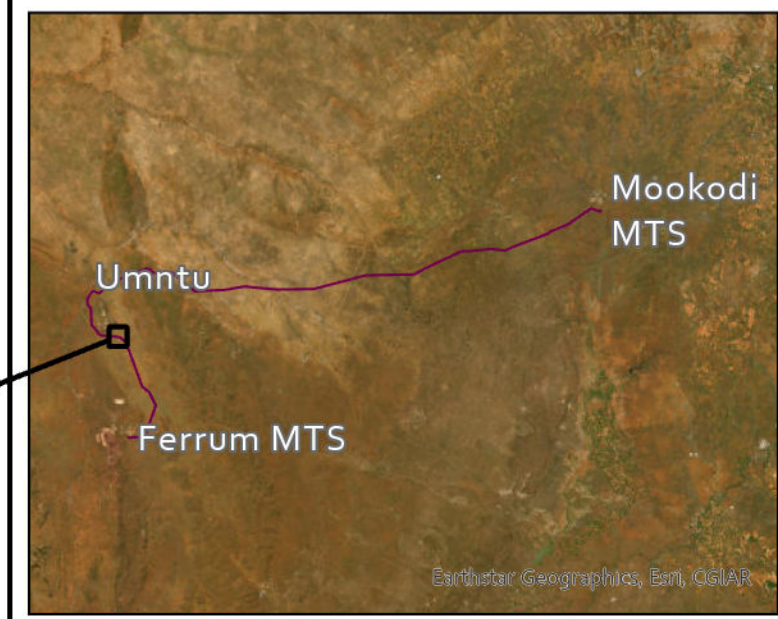 Mookodi
MTS
Umntu
Ferrum MTS
Earthstar Geographics, Esri, CGIAR